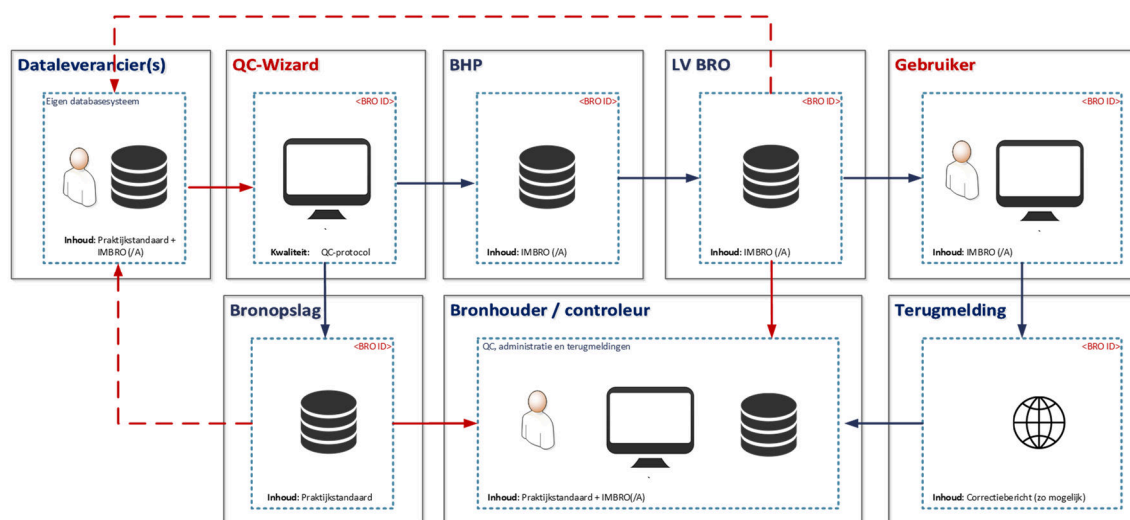 Dataleverancier(s)
Eigen databasesysteem
Inhoud: Praktijkstandaard +
IMBRO (/A)
QC-Wizard
<BRO ID>
Kwaliteit: QC-protocol
BHP
<BRO ID>
Inhoud: IMBRO (/A)
LV BRO
<BRO ID>
Inhoud: IMBRO (/A)
Gebruiker
<BRO ID>
Inhoud: IMBRO (/A)
Bronopslag
<BRO ID>
Inhoud: Praktijkstandaard
Bronhouder / controleur
QC, administratie en terugmeldingen
Inhoud: Praktijkstandaard + IMBRO(/A)
Terugmelding
<BRO ID>
Inhoud: Correctiebericht (zo mogelijk)